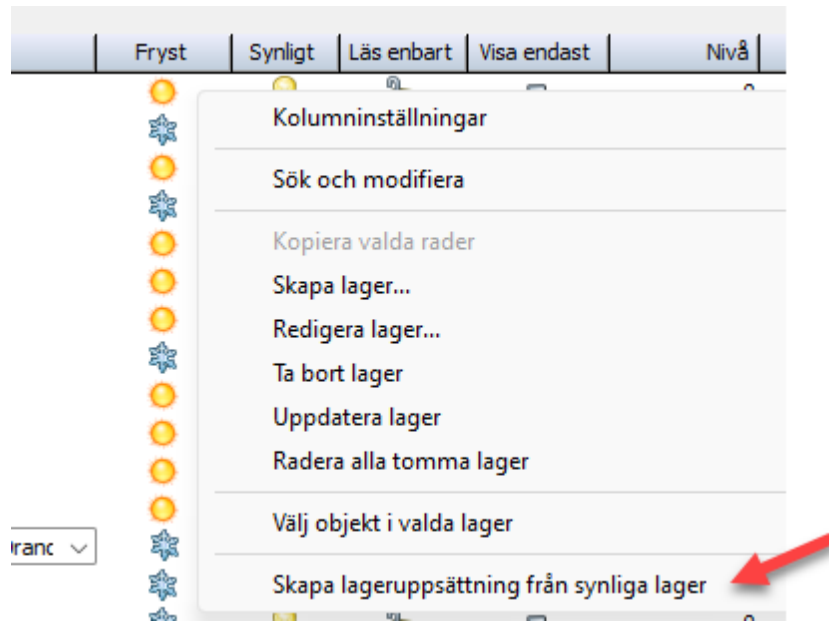 Fryst Synligt Läs enbart Visa endast Nivå
Kolumninställningar
Sök och modifiera
Kopiera valda rader
Skapa lager...
Redigera lager...
Ta bort lager
Uppdatera lager
Radera alla tomma lager
Välj objekt i valda lager
Skapa lageruppsättning från synliga lager